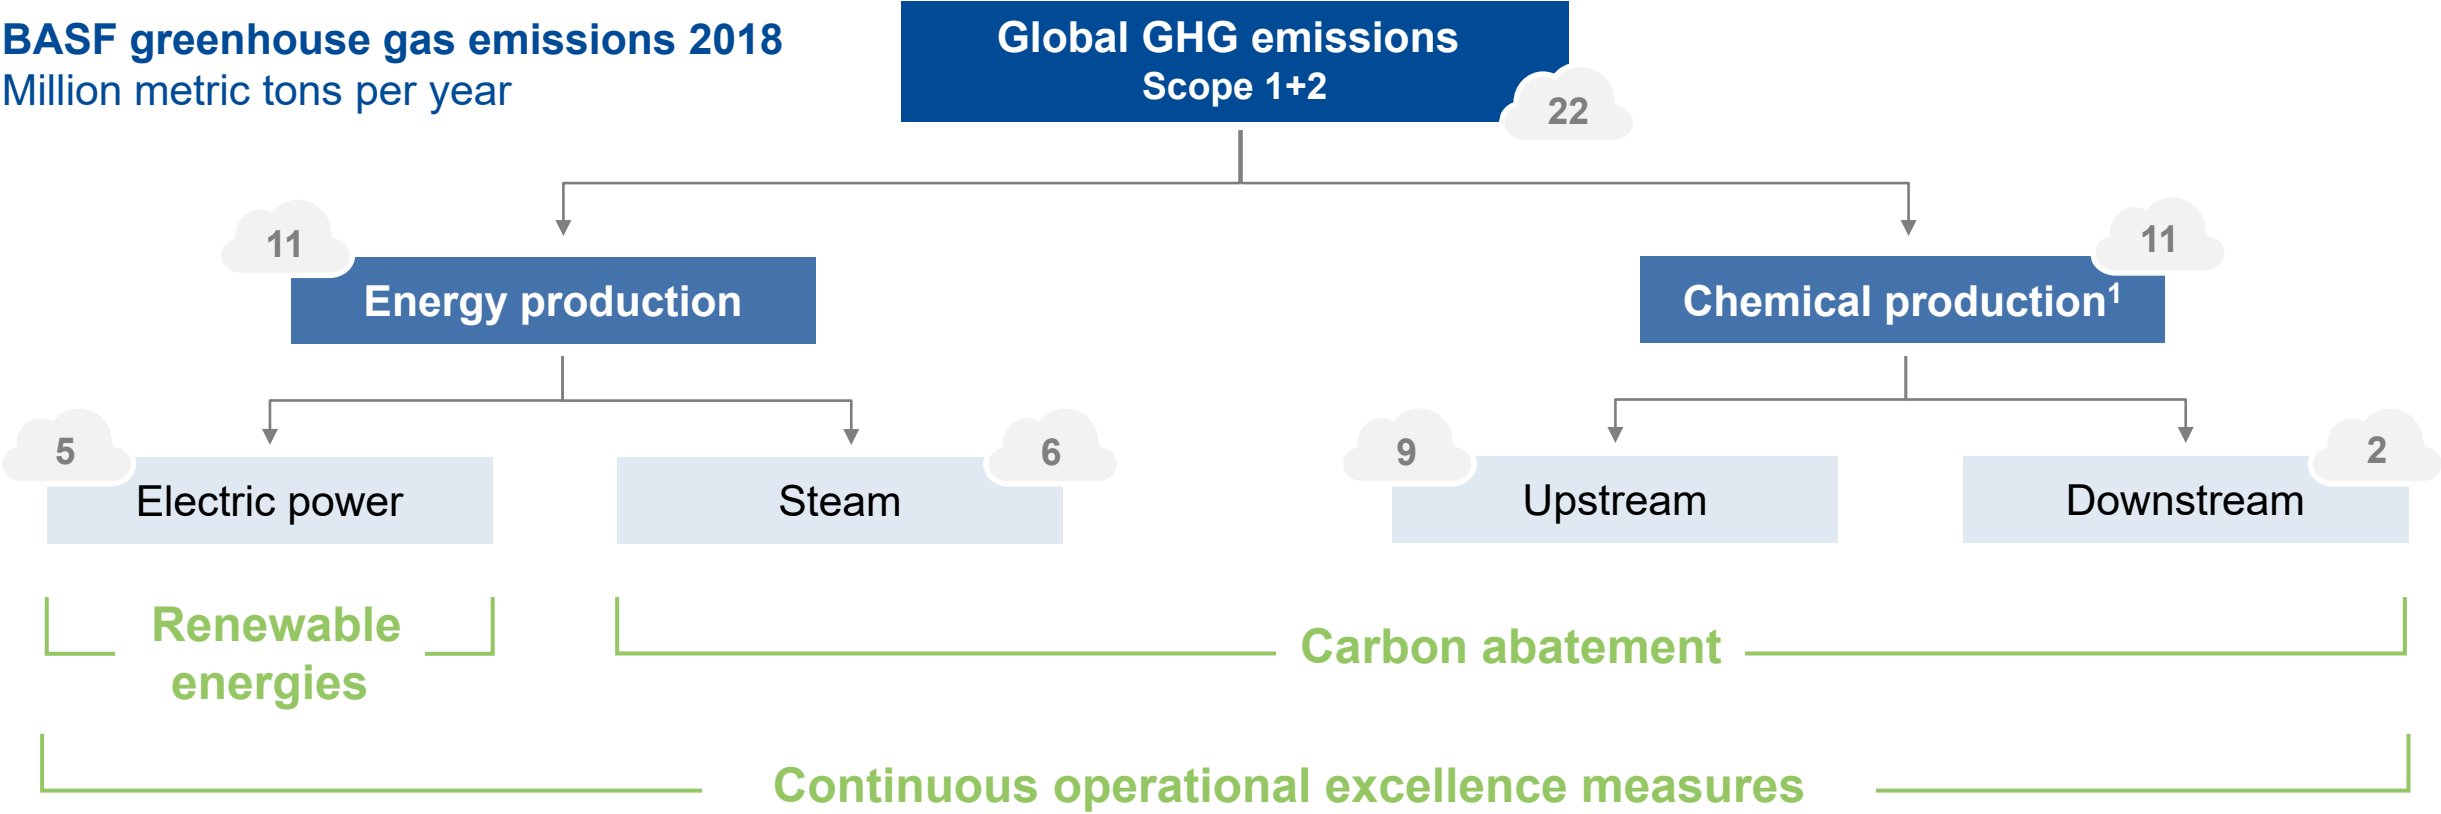 BASF greenhouse gas emissions 2018
Million metric tons per year
Global GHG emissions
Scope 1+2
22
11
Energy production
11
Chemical production¹
5
Electric power
6
Steam
9
Upstream
2
Downstream
Renewable
energies
Carbon abatement
Continuous operational excellence measures